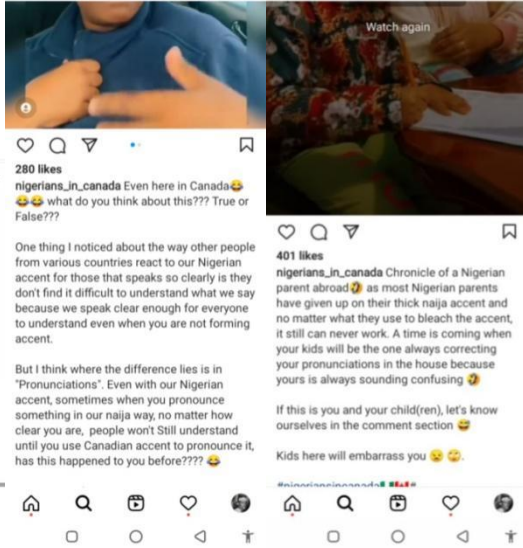 280 likes
nigerians_in_canada Even here in Canada😂
😂😂 what do you think about this??? True or
False???
One thing I noticed about the way other people
from various countries react to our Nigerian
accent for those that speaks so clearly is they
don't find it difficult to understand what we say
because we speak clear enough for everyone
to understand even when you are not forming
accent.
But I think where the difference lies is in
"Pronunciations". Even with our Nigerian
accent, sometimes when you pronounce
something in our naija way, no matter how
clear you are, people won't Still understand
until you use Canadian accent to pronounce it,
has this happened to you before???? 😂
Watch again
401 likes
nigerians_in_canada Chronicle of a Nigerian
parent abroad🤣 as most Nigerian parents
have given up on their thick naija accent and
no matter what they use to bleach the accent,
it still can never work. A time is coming when
your kids will be the one always correcting
your pronunciations in the house because
yours is always sounding confusing 🤣
If this is you and your child(ren), let's know
ourselves in the comment section 😅
Kids here will embarrass you 😒 🙄.